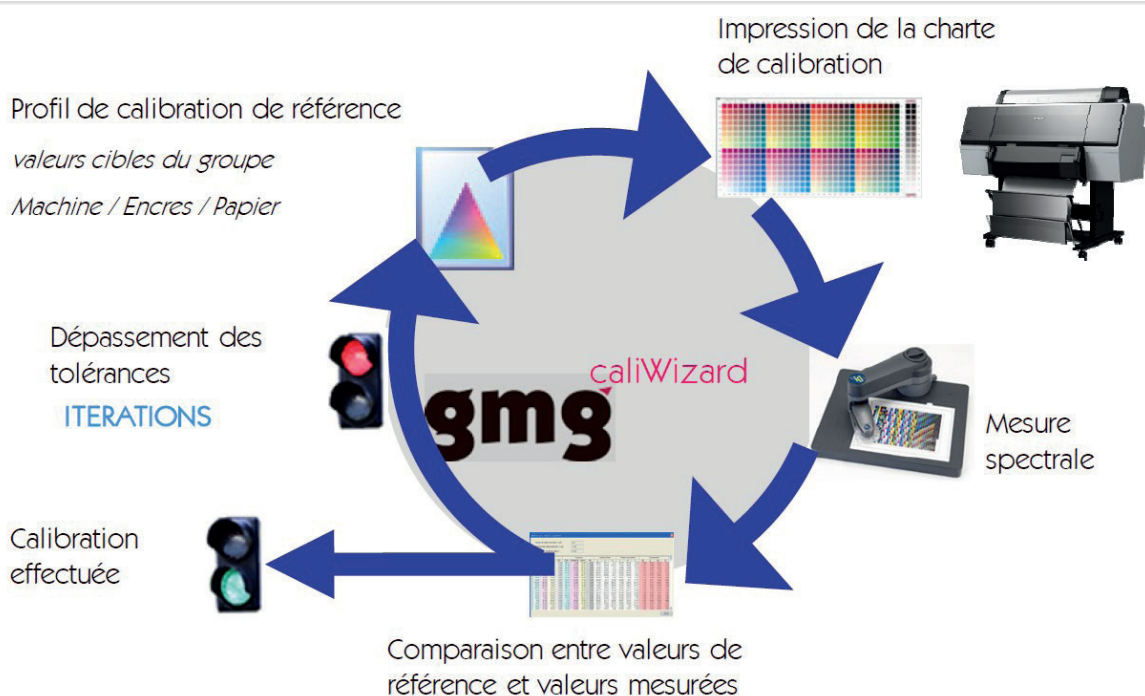 Impression de la charte
de calibration
Profil de calibration de référence
valeurs cibles du groupe
Machine / Encres / Papier
Dépassement des
tolérances
ITERATIONS
caliWizard
gmg
Mesure
spectrale
Calibration
effectuée
Comparaison entre valeurs de
référence et valeurs mesurées